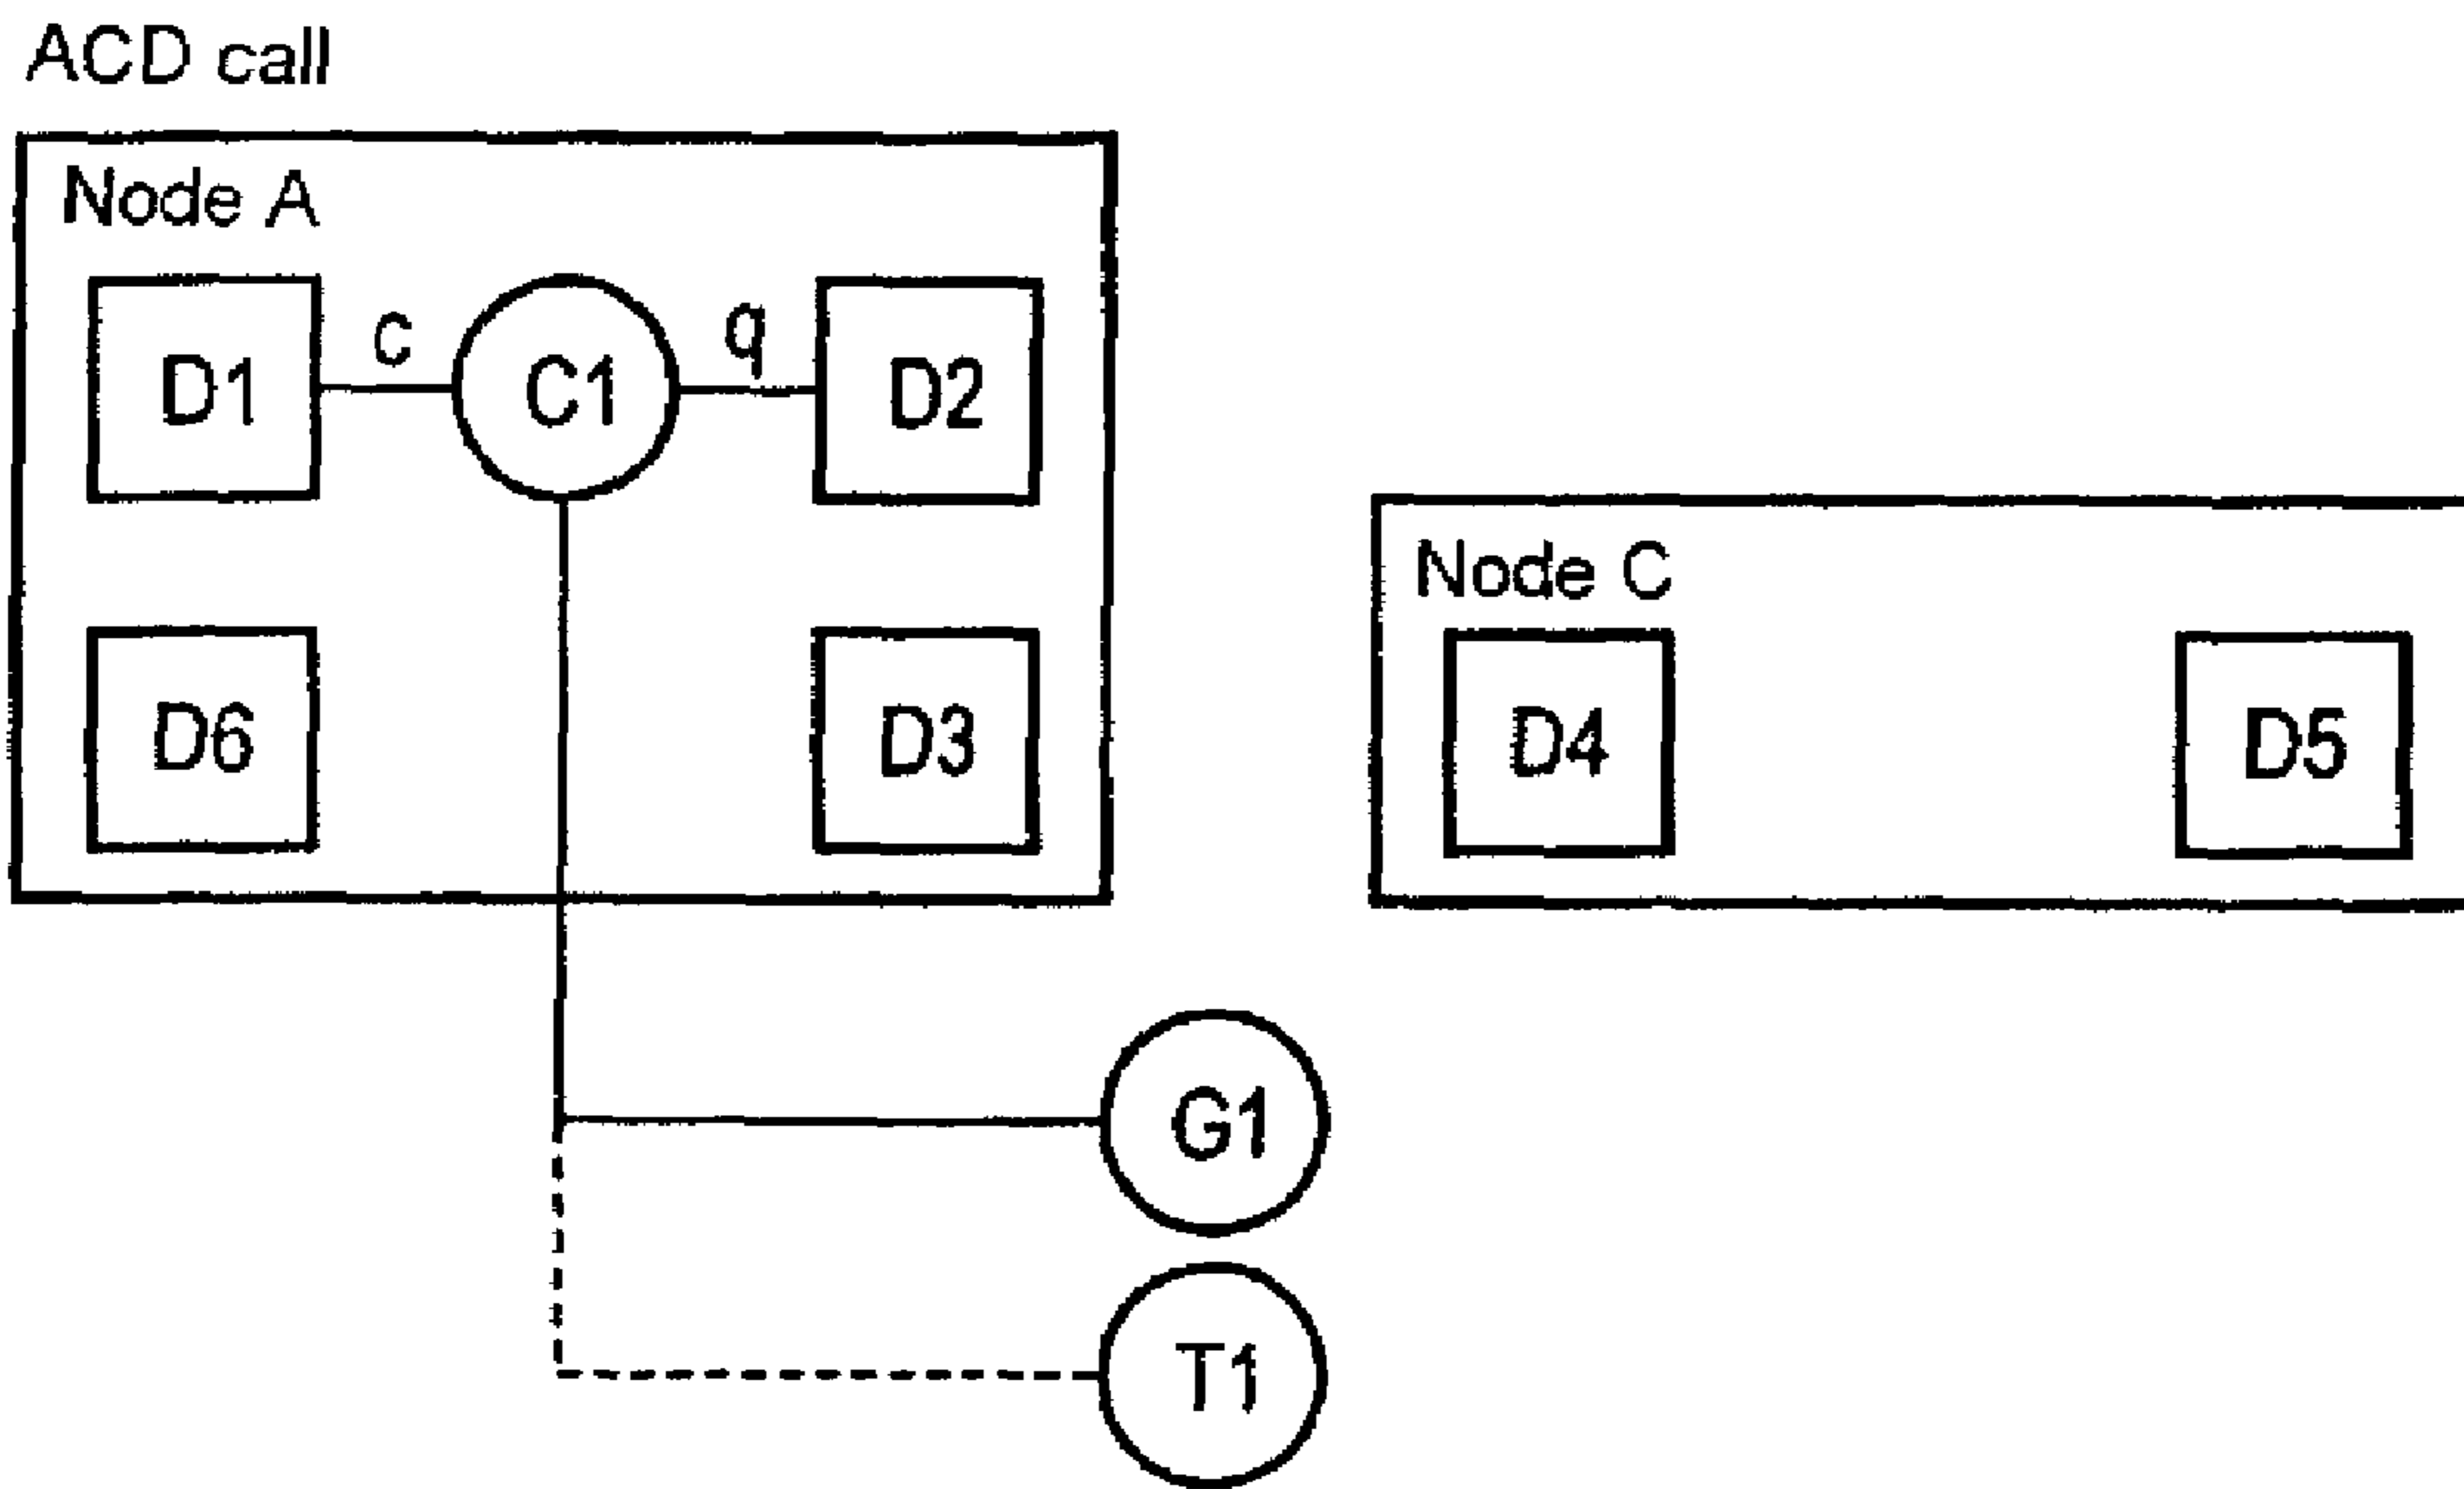 ACD call
Node A
c
q
D1
C1
D2
Node C
D6
D3
D4
D5
G1
T1